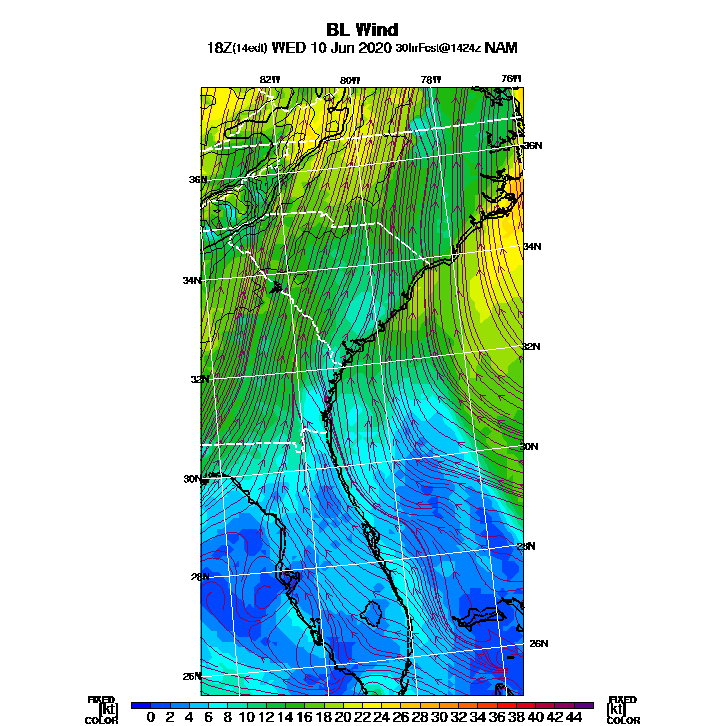 BL Wind
18Z(14edt) WED 10 Jun 2020 30hrFcst@1424z NAM
82W 80W 78W 76W
36N
36N
34N
34N
32N
32N
30N
30N
28N
28N
26N
26N
FIXED FIXED
[kt] 0 2 4 6 8 10 12 14 16 18 20 22 24 26 28 30 32 34 36 38 40 42 44 [kt]
COLOR COLOR